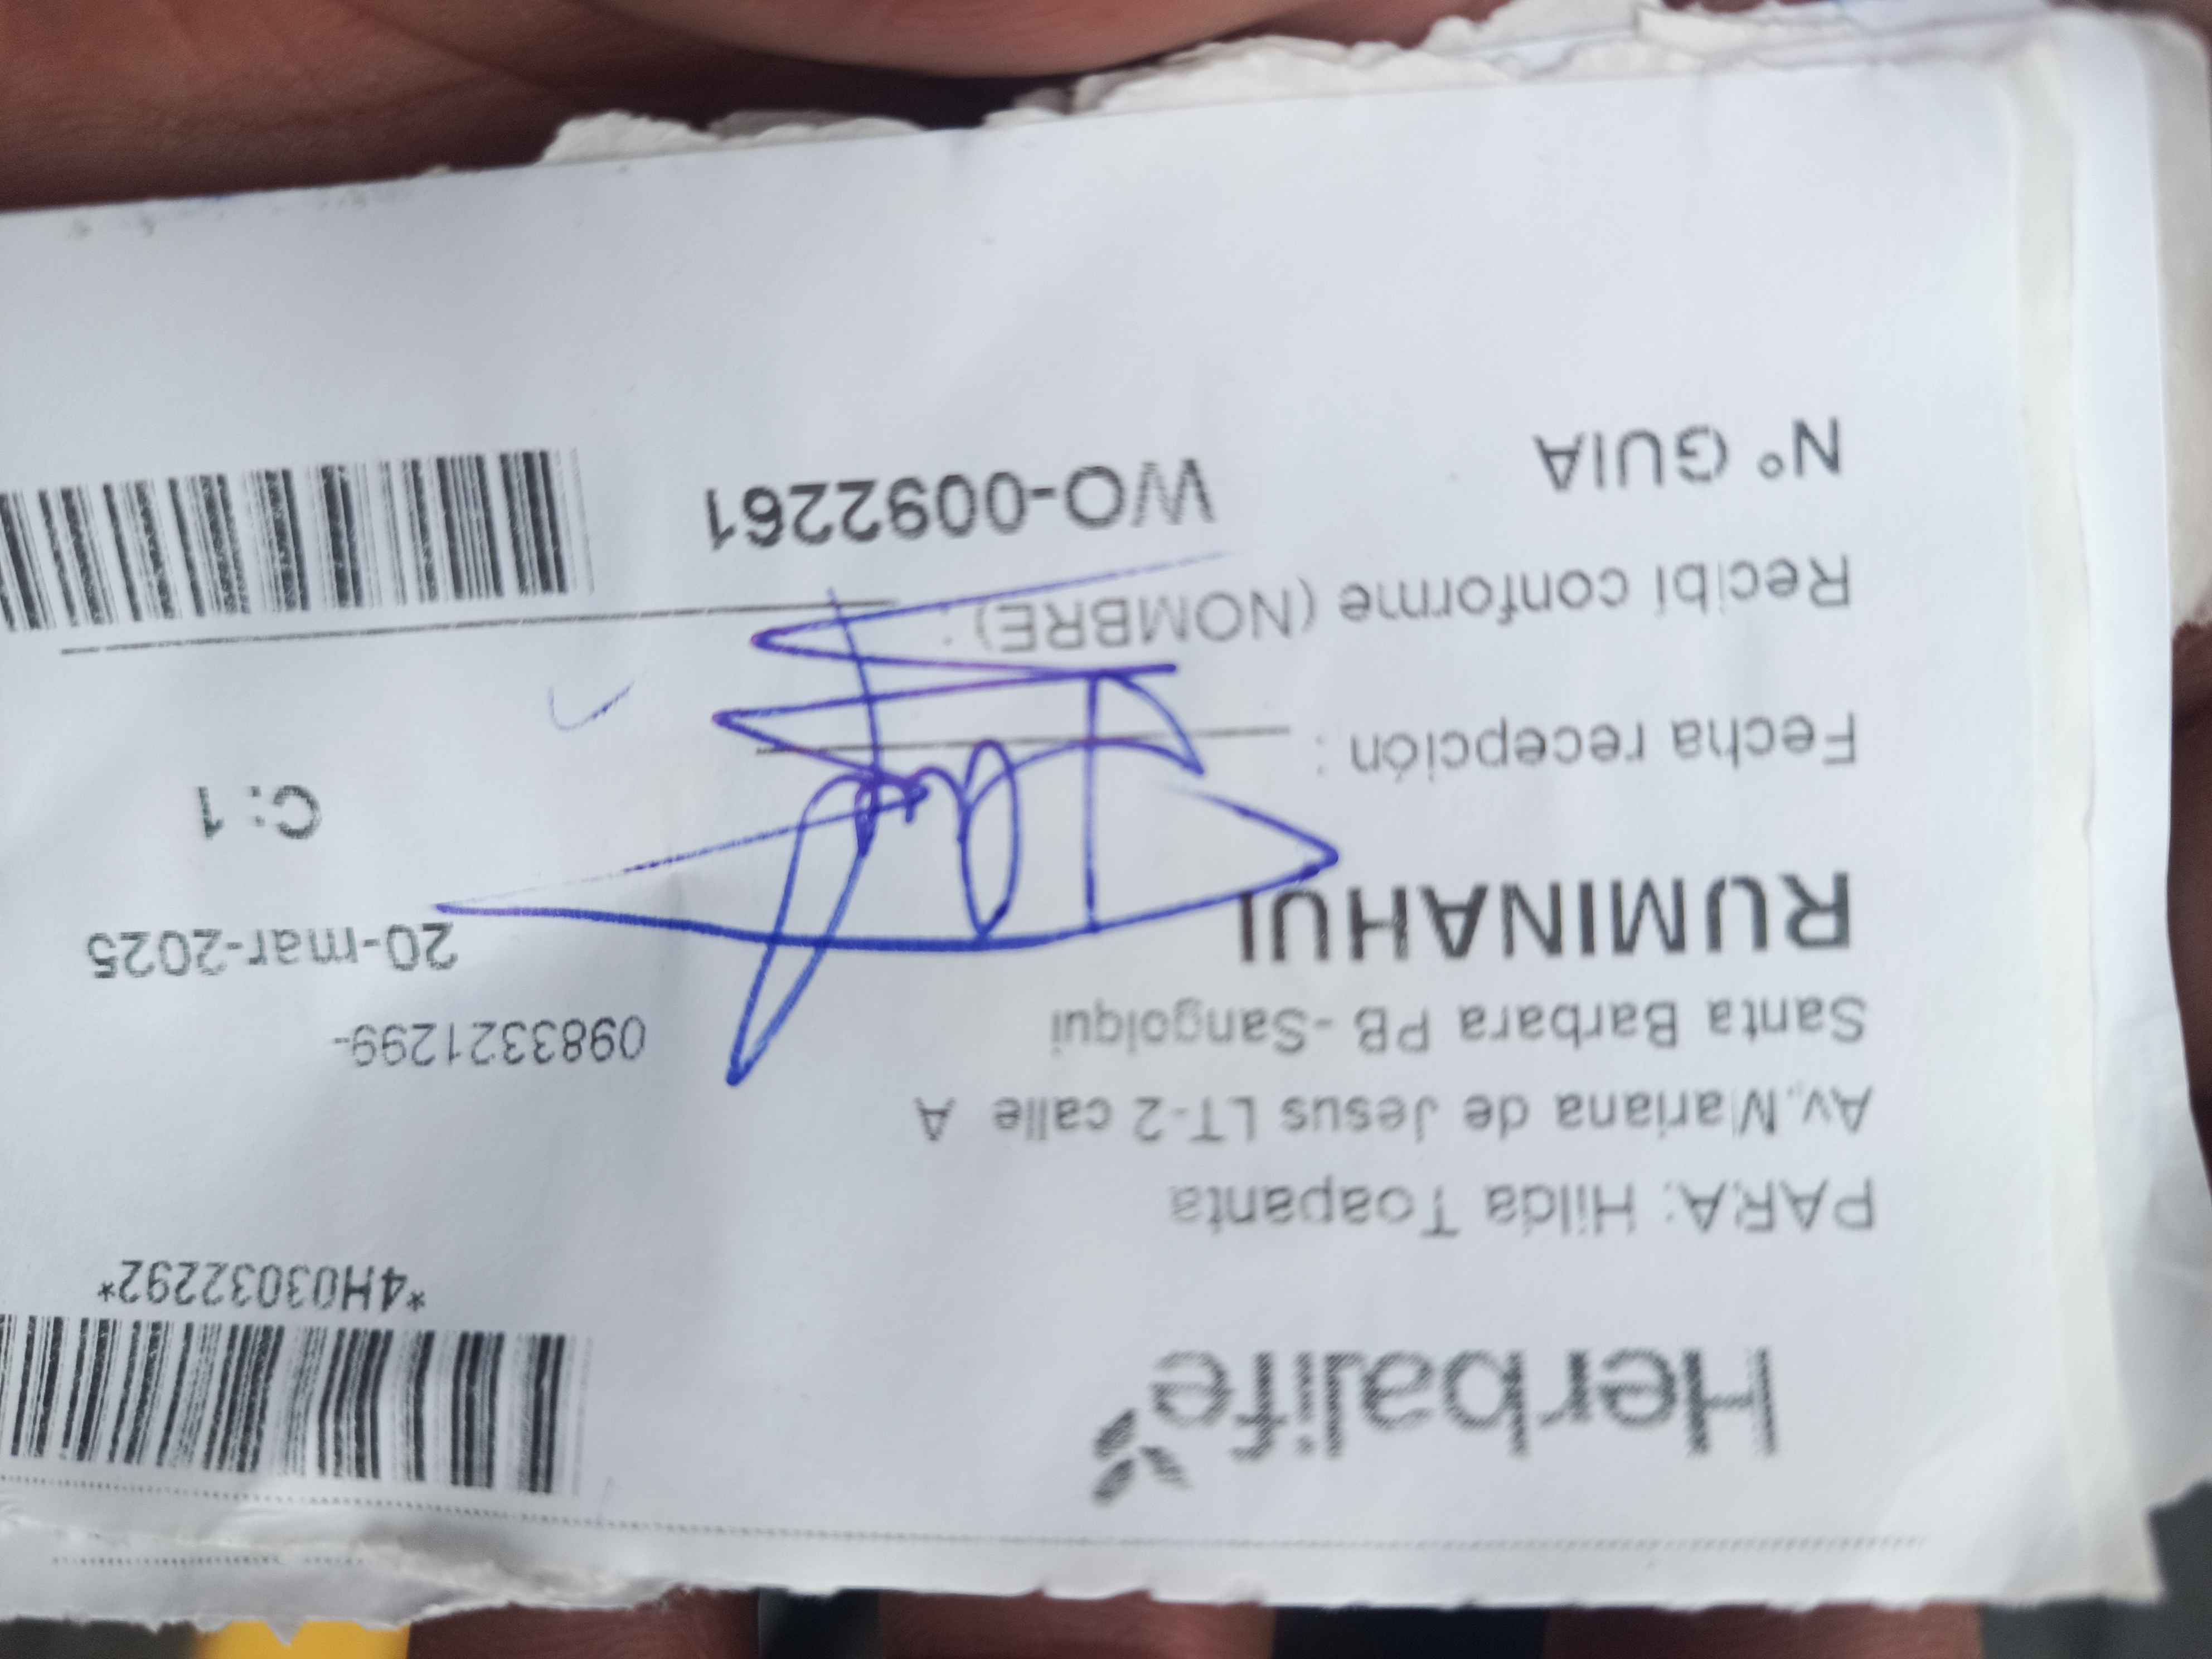 Herbalife
*4H03032292*
PARA: Hilda Toapanta
Av,Mariana de Jesus LT-2 calle A
Santa Barbara PB -Sangolqui
0983321299-
RUMINAHUI
20-mar-2025
Fecha recepción :
C: 1
Recibí conforme (NOMBRE) :
N° GUIA WO-0092261